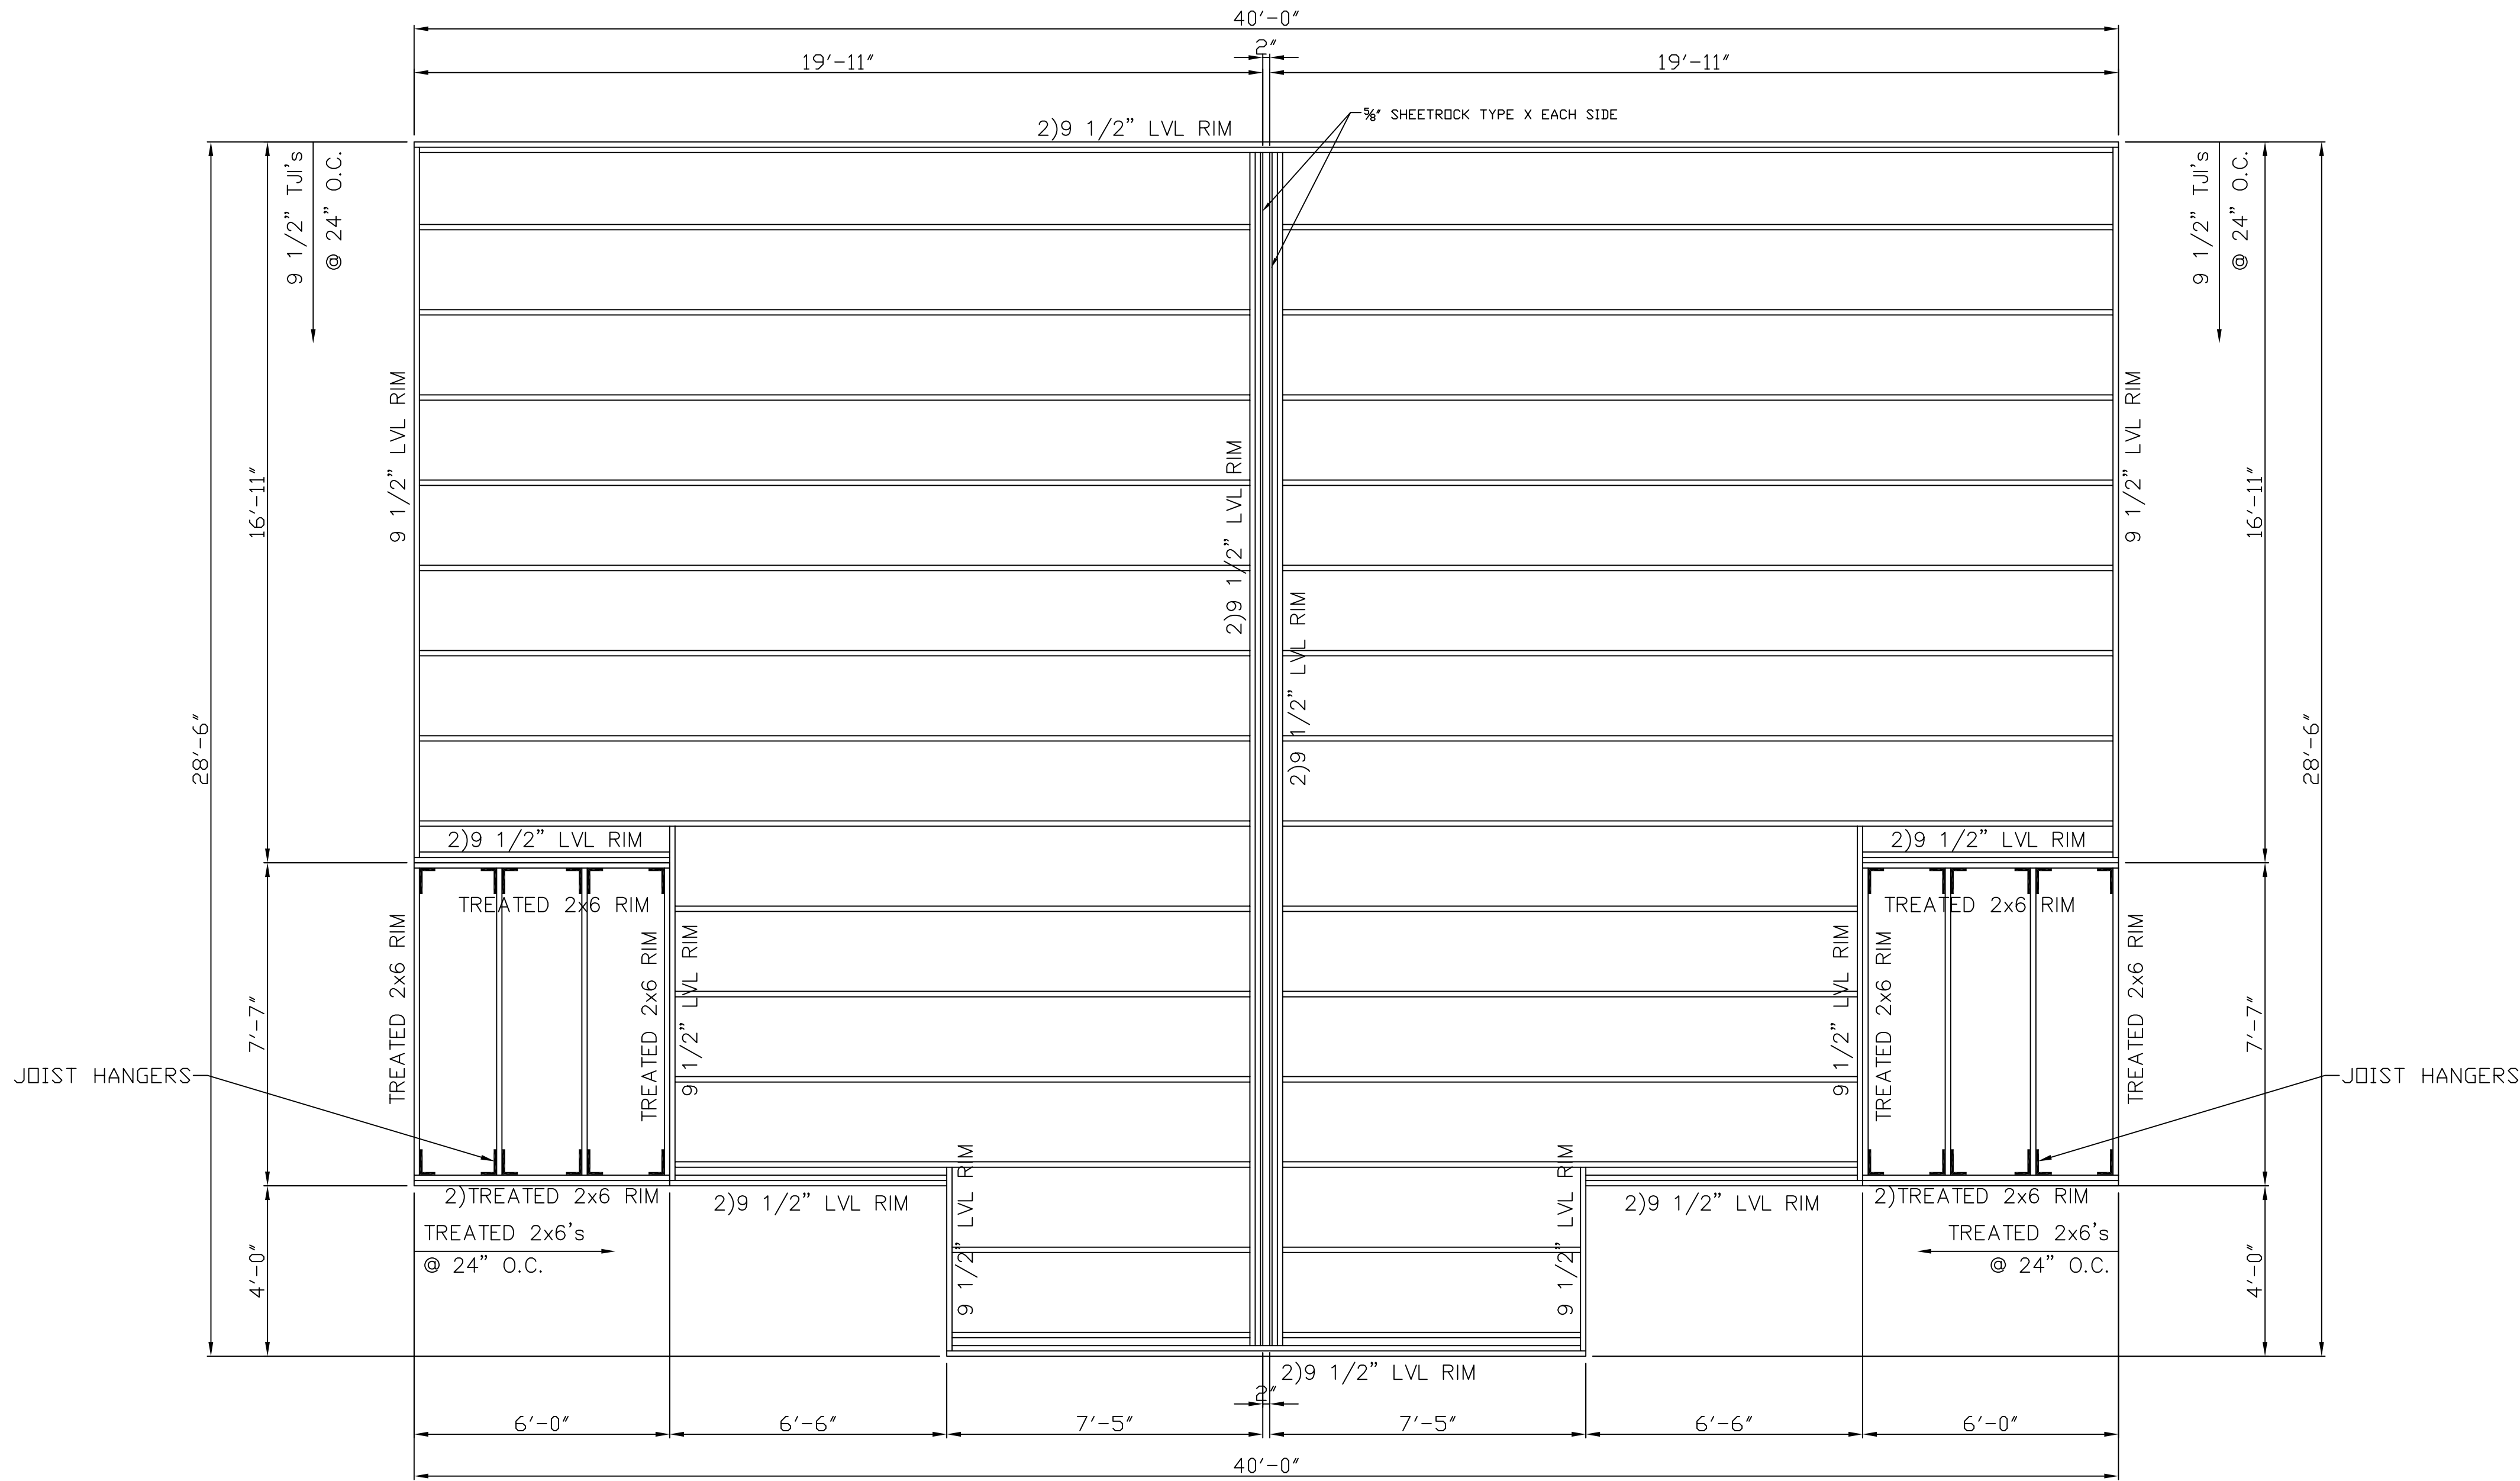 40'-0"
2"
19'-11"
19'-11"
5/8" SHEETROCK TYPE X EACH SIDE
2)9 1/2" LVL RIM
9 1/2" TJI's
@ 24" O.C.
9 1/2" TJI's
@ 24" O.C.
9 1/2" LVL RIM
9 1/2" LVL RIM
16'-11"
16'-11"
2)9 1/2" LVL RIM
2)9 1/2" LVL RIM
28'-6"
28'-6"
2)9 1/2" LVL RIM
2)9 1/2" LVL RIM
TREATED 2x6 RIM
TREATED 2x6 RIM
TREATED 2x6 RIM
TREATED 2x6 RIM
9 1/2" LVL RIM
9 1/2" LVL RIM
TREATED 2x6 RIM
TREATED 2x6 RIM
7'-7"
7'-7"
JOIST HANGERS
JOIST HANGERS
2)TREATED 2x6 RIM
2)9 1/2" LVL RIM
9 1/2" LVL RIM
9 1/2" LVL RIM
2)9 1/2" LVL RIM
2)TREATED 2x6 RIM
TREATED 2x6's
@ 24" O.C.
TREATED 2x6's
@ 24" O.C.
4'-0"
4'-0"
2)9 1/2" LVL RIM
2"
6'-0"
6'-6"
7'-5"
7'-5"
6'-6"
6'-0"
40'-0"